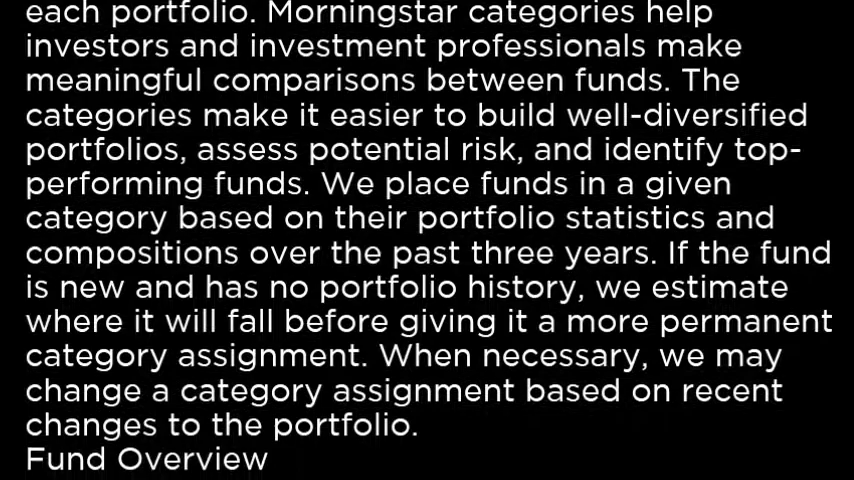 each portfolio. Morningstar categories help
investors and investment professionals make
meaningful comparisons between funds. The
categories make it easier to build well-diversified
portfolios, assess potential risk, and identify top-
performing funds. We place funds in a given
category based on their portfolio statistics and
compositions over the past three years. If the fund
is new and has no portfolio history, we estimate
where it will fall before giving it a more permanent
category assignment. When necessary, we may
change a category assignment based on recent
changes to the portfolio.
Fund Overview